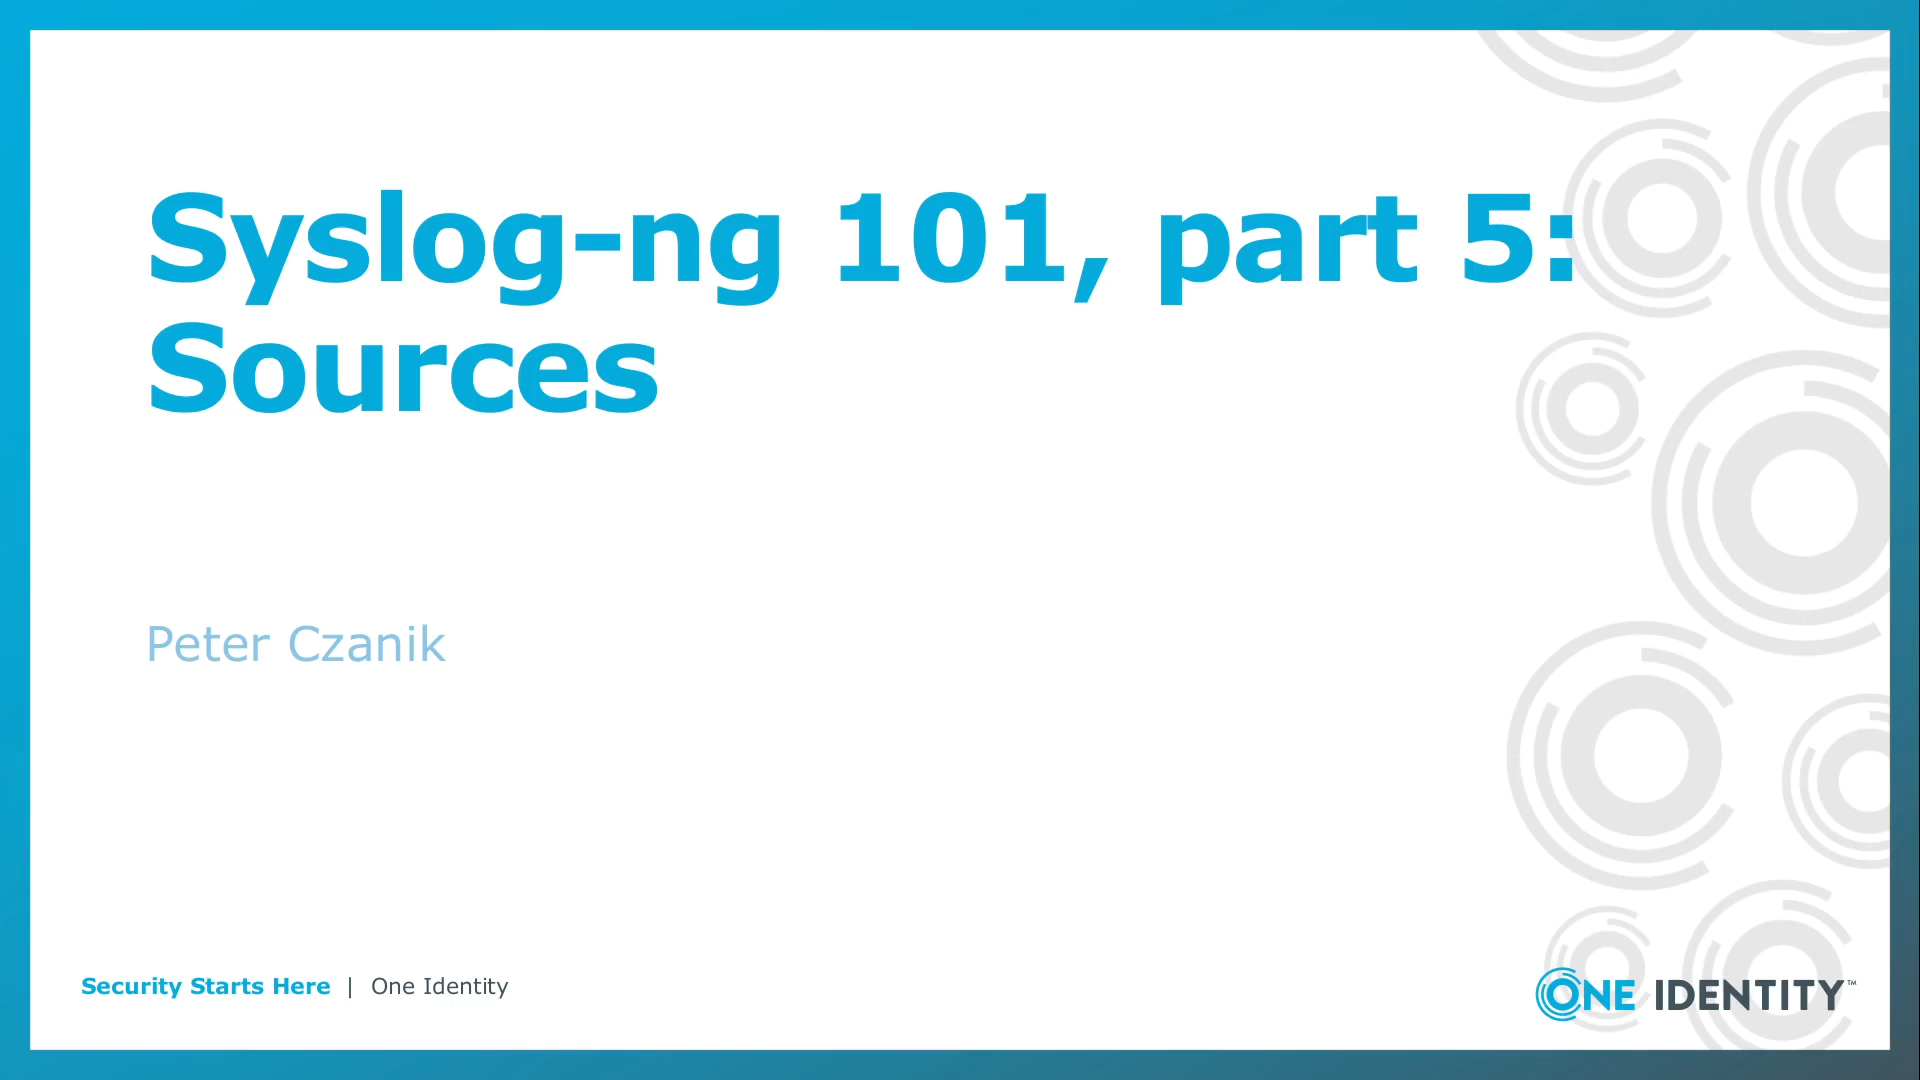 Syslog-ng 101, part 5:
Sources
Peter Czanik
Security Starts Here | One Identity
ONE IDENTITY™